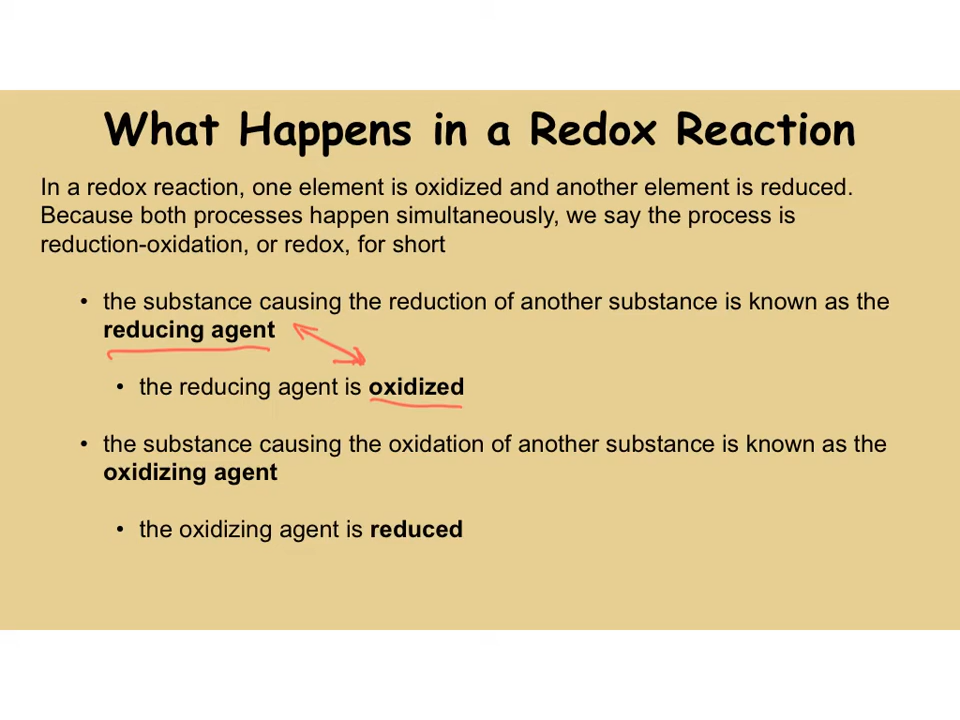 What Happens in a Redox Reaction
In a redox reaction, one element is oxidized and another element is reduced.
Because both processes happen simultaneously, we say the process is
reduction-oxidation, or redox, for short
• the substance causing the reduction of another substance is known as the
reducing agent
• the reducing agent is oxidized
• the substance causing the oxidation of another substance is known as the
oxidizing agent
• the oxidizing agent is reduced